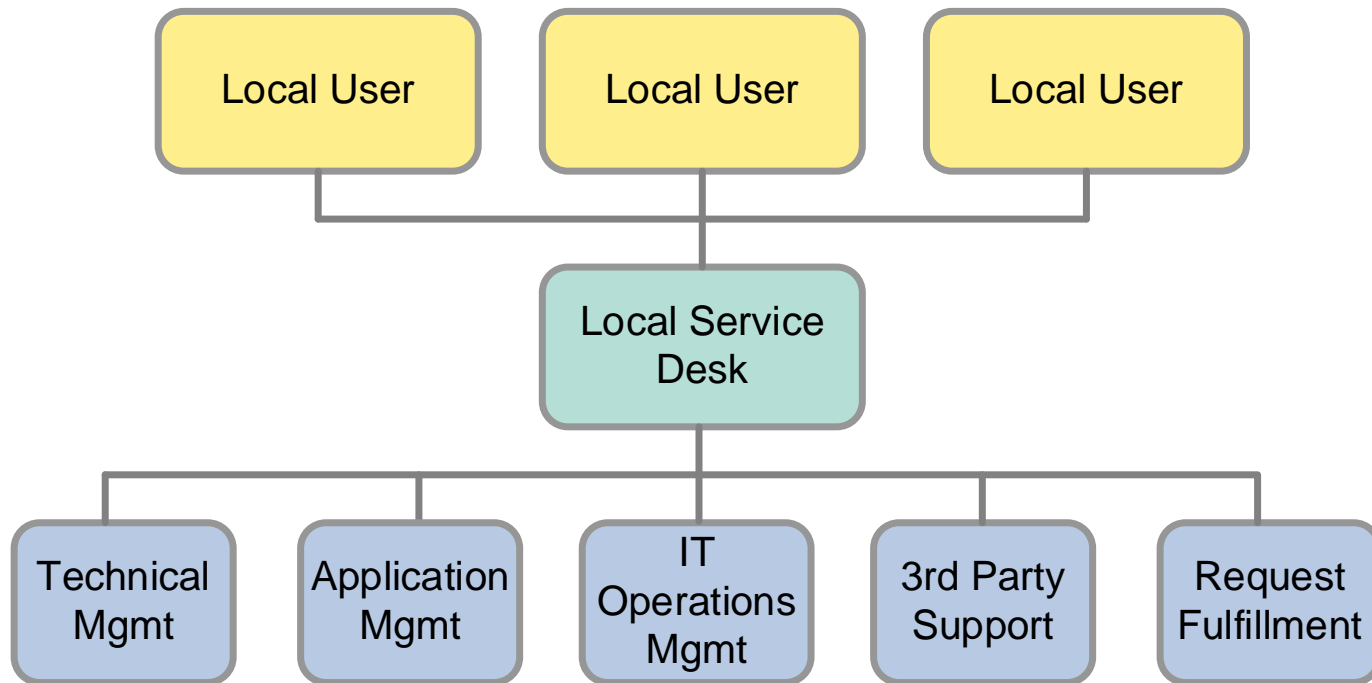 Local User
Local User
Local User
Local Service
Desk
Technical
Mgmt
Application
Mgmt
IT
Operations
Mgmt
3rd Party
Support
Request
Fulfillment